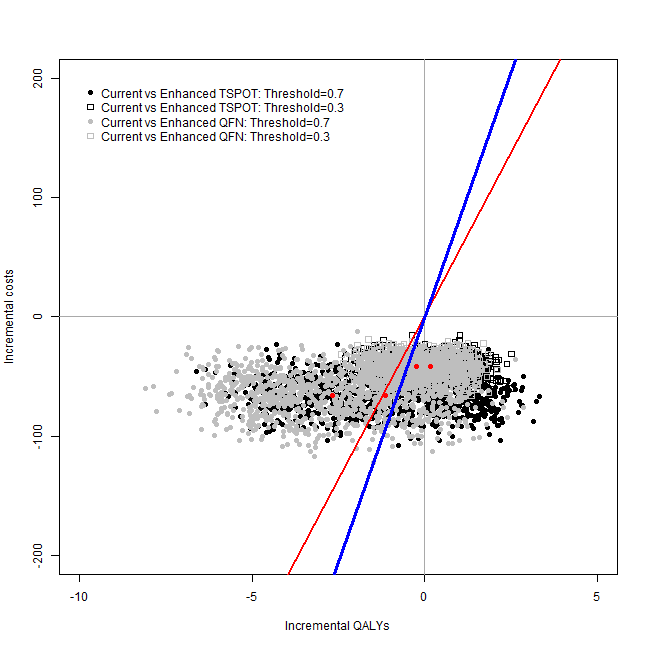 Current vs Enhanced TSPOT: Threshold=0.7
Current vs Enhanced TSPOT: Threshold=0.3
Current vs Enhanced QFN: Threshold=0.7
Current vs Enhanced QFN: Threshold=0.3
200
100
0
-100
-200
Incremental costs
-10
-5
0
5
Incremental QALYs